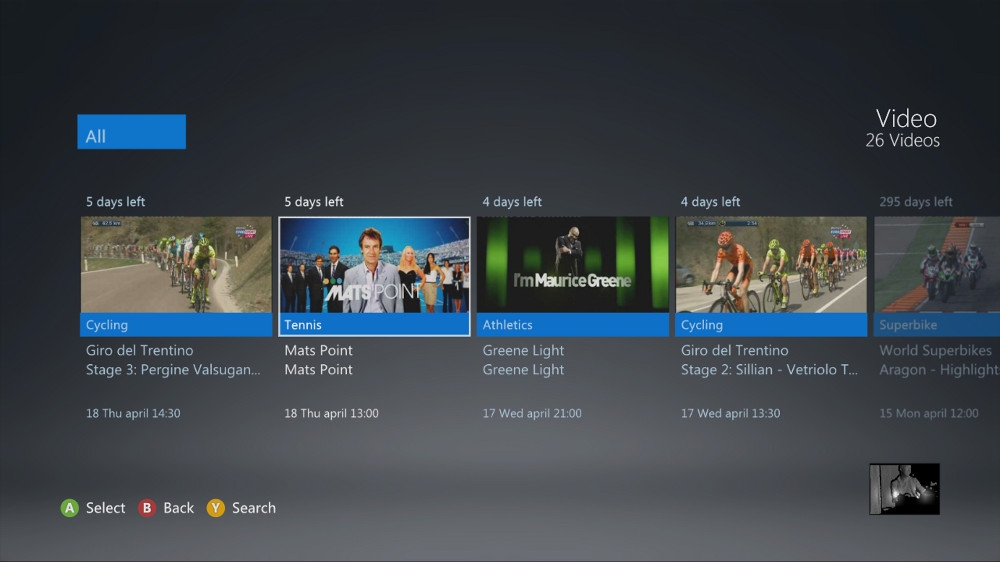 All
Video
26 Videos
5 days left
5 days left
4 days left
4 days left
295 days left
MATS POINT
I'm Maurice Greene
Cycling
Tennis
Athletics
Cycling
Superbike
Giro del Trentino
Stage 3: Pergine Valsugan...
Mats Point
Mats Point
Greene Light
Greene Light
Giro del Trentino
Stage 2: Sillian - Vetriolo T...
World Superbikes
Aragon - Highlights
18 Thu april 14:30
18 Thu april 13:00
17 Wed april 21:00
17 Wed april 13:30
15 Mon april 12:00
A Select B Back Y Search